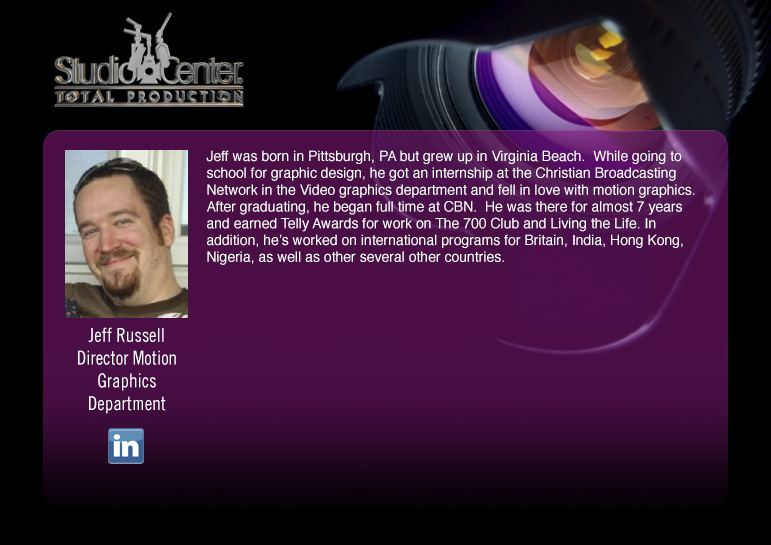 Studio Center
TOTAL PRODUCTION
Jeff was born in Pittsburgh, PA but grew up in Virginia Beach.  While going to
school for graphic design, he got an internship at the Christian Broadcasting
Network in the Video graphics department and fell in love with motion graphics.
After graduating, he began full time at CBN.  He was there for almost 7 years
and earned Telly Awards for work on The 700 Club and Living the Life. In
addition, he's worked on international programs for Britain, India, Hong Kong,
Nigeria, as well as other several other countries.
Jeff Russell
Director Motion
Graphics
Department
in